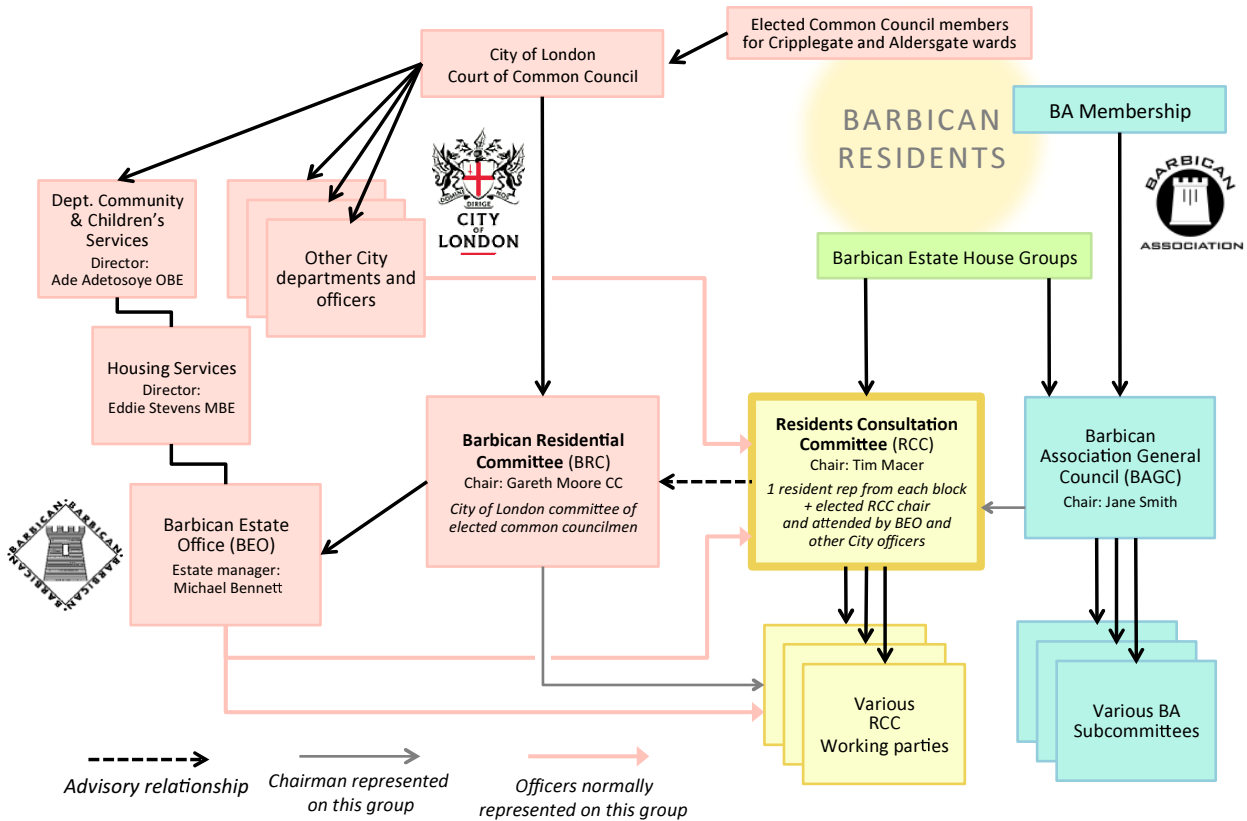 Elected Common Council members
for Cripplegate and Aldersgate wards
City of London
Court of Common Council
BARBICAN
RESIDENTS
BA Membership
BARBICAN
ASSOCIATION
DOMINE DIRIGE NOS
CITY
OF
LONDON
Dept. Community
& Children's
Services
Director:
Ade Adetosoye OBE
Other City
departments and
officers
Barbican Estate House Groups
Housing Services
Director:
Eddie Stevens MBE
Barbican Residential
Committee (BRC)
Chair: Gareth Moore CC
City of London committee of
elected common councilmen
Residents Consultation
Committee (RCC)
Chair: Tim Macer
1 resident rep from each block
+ elected RCC chair
and attended by BEO and
other City officers
Barbican
Association General
Council (BAGC)
Chair: Jane Smith
BARBICAN
BARBICAN
BARBICAN
BARBICAN
Barbican Estate
Office (BEO)
Estate manager:
Michael Bennett
Various
RCC
Working parties
Various BA
Subcommittees
Advisory relationship
Chairman represented
on this group
Officers normally
represented on this group